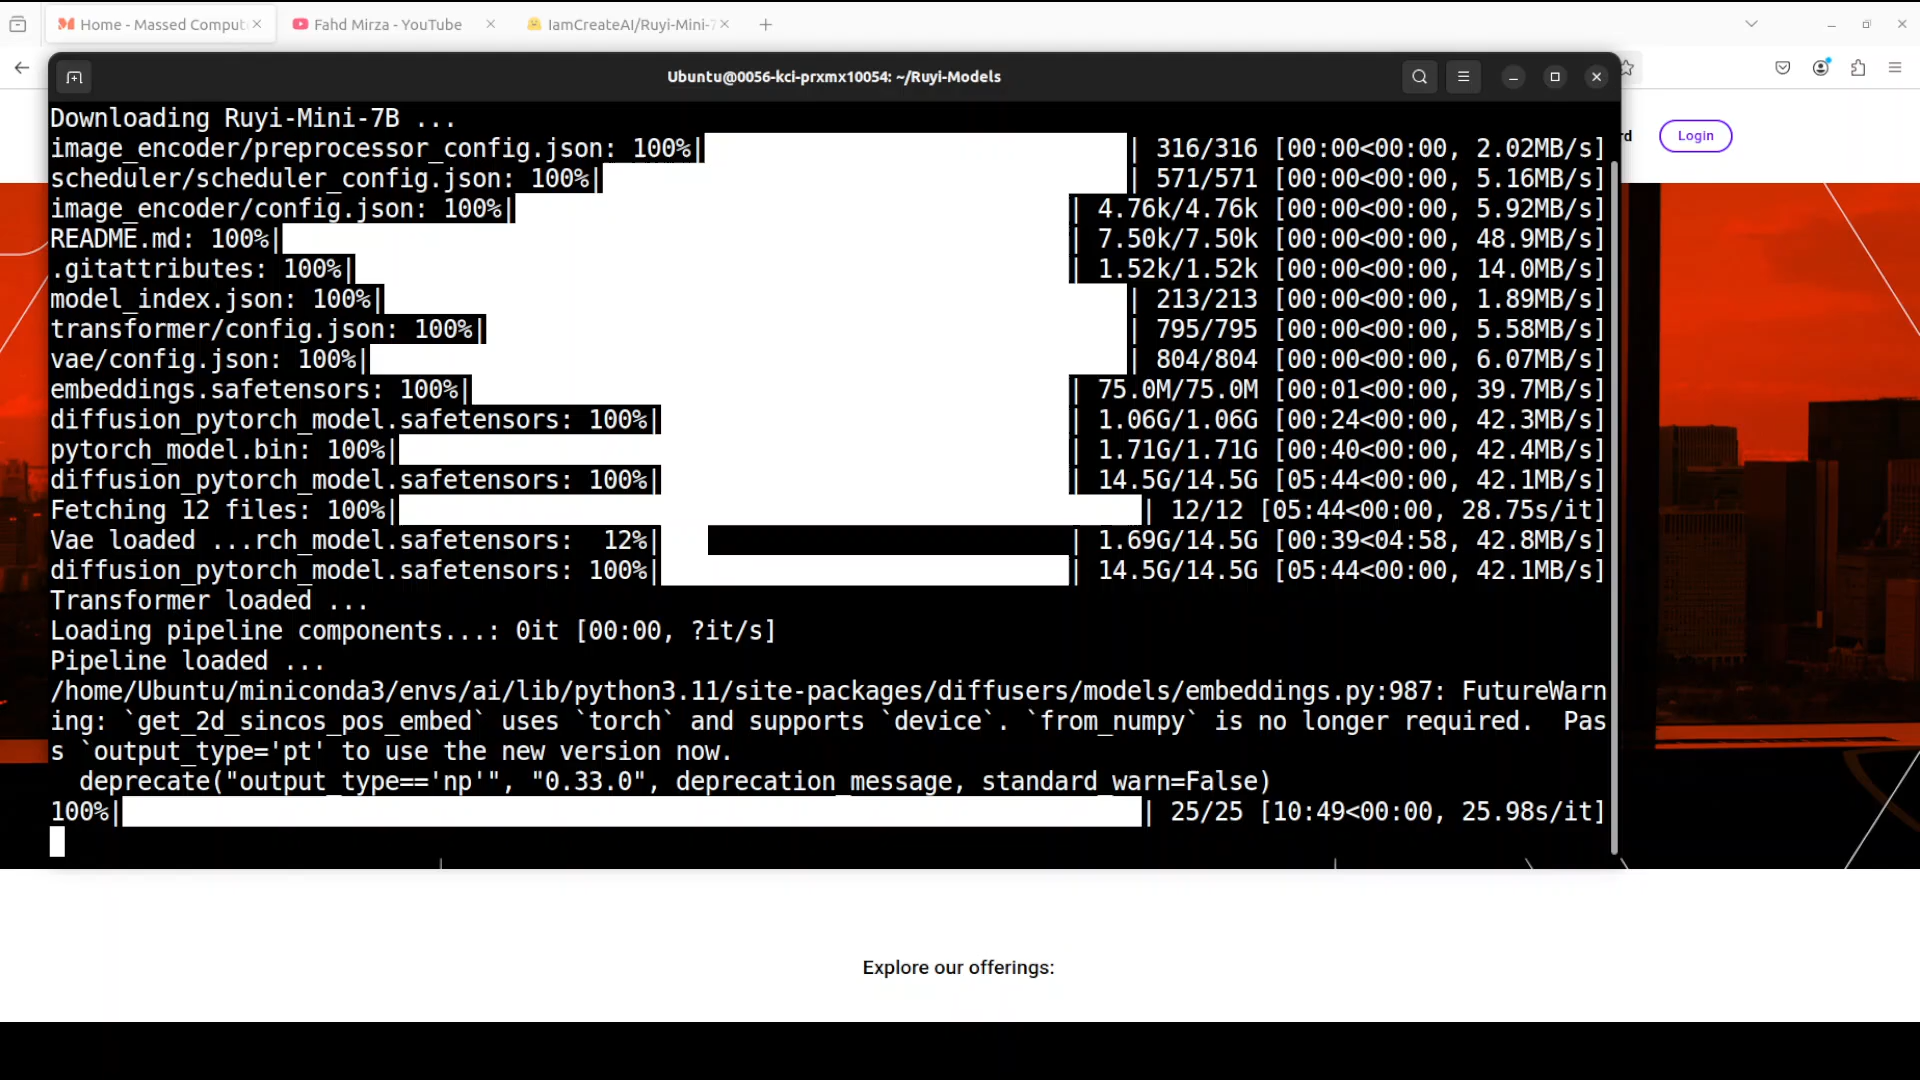 Home - Massed Comput
Fahd Mirza - YouTube
IamCreateAI/Ruyi-Mini-7
Ubuntu@0056-kci-prxmx10054: ~/Ruyi-Models
Login
Downloading Ruyi-Mini-7B ...
image_encoder/preprocessor_config.json: 100%| | 316/316 [00:00<00:00, 2.02MB/s]
scheduler/scheduler_config.json: 100%| | 571/571 [00:00<00:00, 5.16MB/s]
image_encoder/config.json: 100%| | 4.76k/4.76k [00:00<00:00, 5.92MB/s]
README.md: 100%| | 7.50k/7.50k [00:00<00:00, 48.9MB/s]
.gitattributes: 100%| | 1.52k/1.52k [00:00<00:00, 14.0MB/s]
model_index.json: 100%| | 213/213 [00:00<00:00, 1.89MB/s]
transformer/config.json: 100%| | 795/795 [00:00<00:00, 5.58MB/s]
vae/config.json: 100%| | 804/804 [00:00<00:00, 6.07MB/s]
embeddings.safetensors: 100%| | 75.0M/75.0M [00:01<00:00, 39.7MB/s]
diffusion_pytorch_model.safetensors: 100%| | 1.06G/1.06G [00:24<00:00, 42.3MB/s]
pytorch_model.bin: 100%| | 1.71G/1.71G [00:40<00:00, 42.4MB/s]
diffusion_pytorch_model.safetensors: 100%| | 14.5G/14.5G [05:44<00:00, 42.1MB/s]
Fetching 12 files: 100%| | 12/12 [05:44<00:00, 28.75s/it]
Vae loaded ...rch_model.safetensors: 12%| | 1.69G/14.5G [00:39<04:58, 42.8MB/s]
diffusion_pytorch_model.safetensors: 100%| | 14.5G/14.5G [05:44<00:00, 42.1MB/s]
Transformer loaded ...
Loading pipeline components...: 0it [00:00, ?it/s]
Pipeline loaded ...
/home/Ubuntu/miniconda3/envs/ai/lib/python3.11/site-packages/diffusers/models/embeddings.py:987: FutureWarn
ing: `get_2d_sincos_pos_embed` uses `torch` and supports `device`. `from_numpy` is no longer required.  Pas
s `output_type='pt' to use the new version now.
  deprecate("output_type=='np'", "0.33.0", deprecation_message, standard_warn=False)
100%| | 25/25 [10:49<00:00, 25.98s/it]
Explore our offerings: